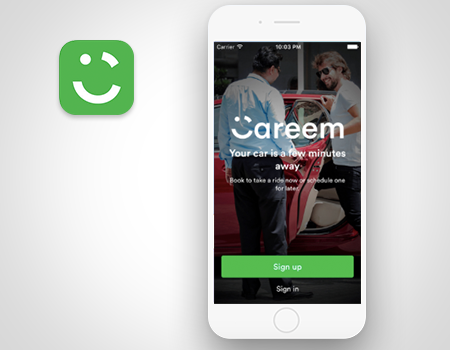 Carrier 10:03 PM
Careem
Your car is a few minutes
away
Book to take a ride now or schedule one
for later.
Sign up
Sign in